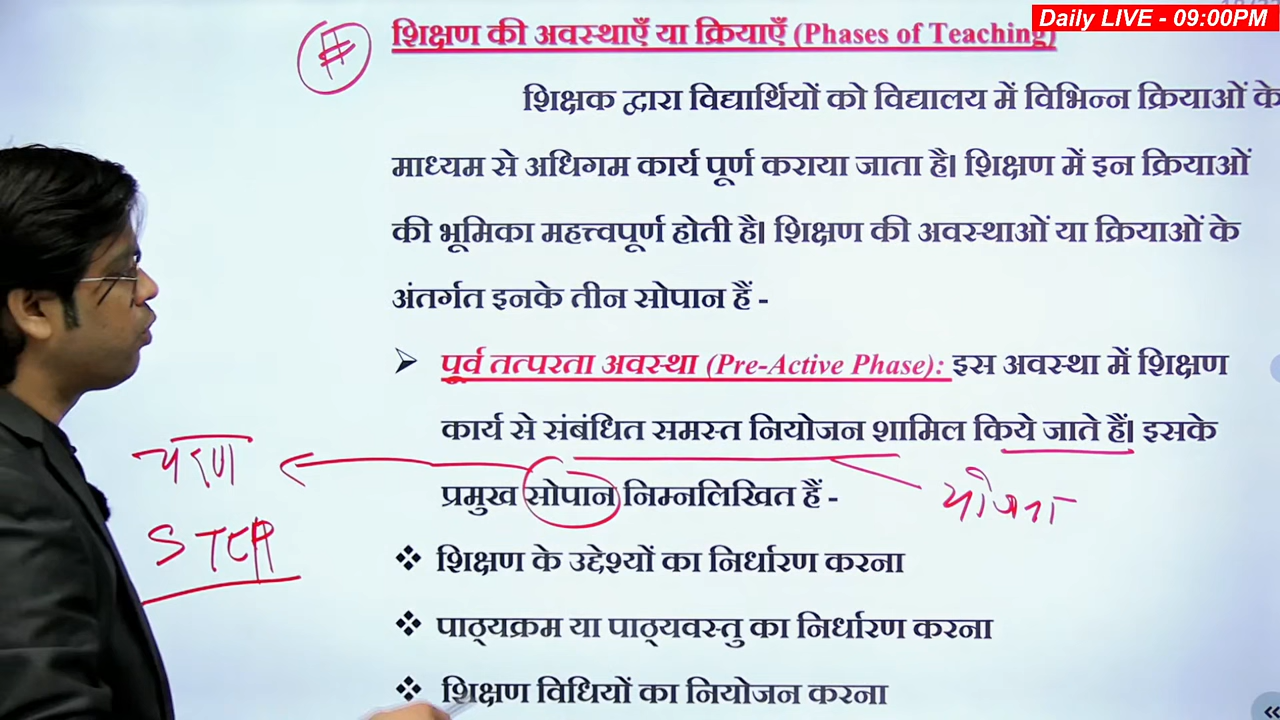 Daily LIVE - 09:00PM
# शिक्षण की अवस्थाएँ या क्रियाएँ (Phases of Teaching)
शिक्षक द्वारा विद्यार्थियों को विद्यालय में विभिन्न क्रियाओं के
माध्यम से अधिगम कार्य पूर्ण कराया जाता है। शिक्षण में इन क्रियाओं
की भूमिका महत्त्वपूर्ण होती है। शिक्षण की अवस्थाओं या क्रियाओं के
अंतर्गत इनके तीन सोपान हैं -
➢ पूर्व तत्परता अवस्था (Pre-Active Phase): इस अवस्था में शिक्षण
कार्य से संबंधित समस्त नियोजन शामिल किये जाते हैं। इसके
प्रमुख सोपान निम्नलिखित हैं -
चरण
STEP
योजना
❖ शिक्षण के उद्देश्यों का निर्धारण करना
❖ पाठ्यक्रम या पाठ्यवस्तु का निर्धारण करना
❖ शिक्षण विधियों का नियोजन करना